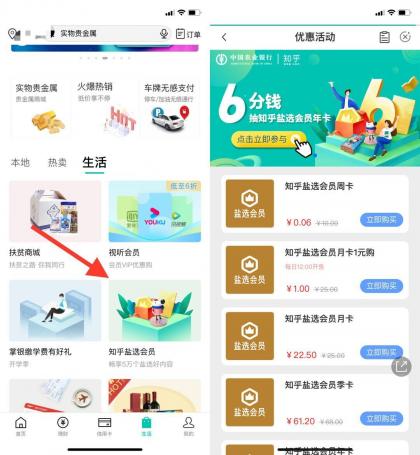 实物贵金属
订单
实物贵金属
贵金属商城
火爆热销
低价享不停
车牌无感支付
停车/加油无感通行
HOT
本地
热卖
生活
扶贫商城
扶贫之路 你我同行
低至6折
YOUKU
视听会员
会员VIP优惠购
掌银缴学费有好礼
开学季
知乎盐选会员
畅享5万个盐选好内容
首页
理财
信用卡
生活
我的
优惠活动
中国农业银行
知乎
6分钱
抽知乎盐选会员年卡
点击立即参与
盐选会员
知乎盐选会员周卡
¥0.06
¥10.00
立即购买
盐选会员
知乎盐选会员月卡1元购
每日12:00开抢
¥1.00
¥25.00
立即购买
盐选会员
知乎盐选会员月卡
¥22.50
¥25.00
立即购买
盐选会员
知乎盐选会员季卡
¥61.20
¥68.00
立即购买
知乎盐选会员年卡